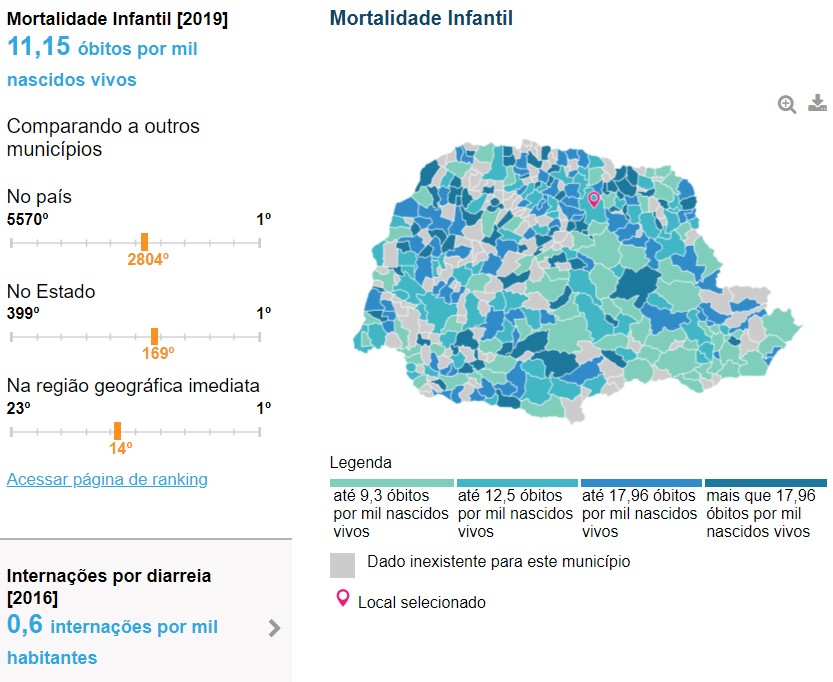 Mortalidade Infantil [2019]
11,15 óbitos por mil
nascidos vivos
Comparando a outros
municípios
No país
5570º 1º
2804º
No Estado
399º 1º
169º
Na região geográfica imediata
23º 1º
14º
Acessar página de ranking
Internações por diarreia
[2016]
0,6 internações por mil
habitantes
Mortalidade Infantil
Legenda
até 9,3 óbitos
por mil nascidos
vivos
até 12,5 óbitos
por mil nascidos
vivos
até 17,96 óbitos
por mil nascidos
vivos
mais que 17,96
óbitos por mil
nascidos vivos
Dado inexistente para este município
Local selecionado